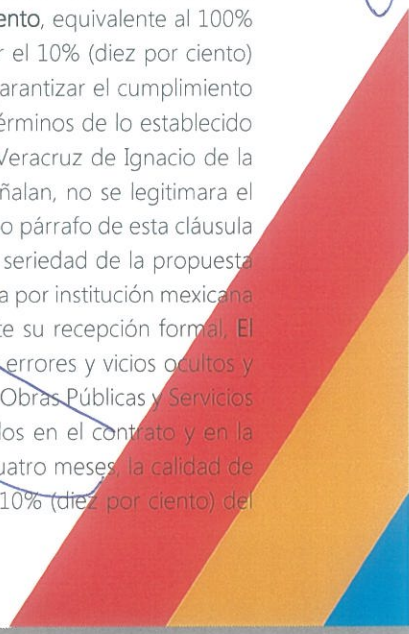 ento, equivalente al 100%
r el 10% (diez por ciento)
arantizar el cumplimiento
érminos de lo establecido
Veracruz de Ignacio de la
ñalan, no se legitimara el
o párrafo de esta cláusula
seriedad de la propuesta
a por institución mexicana
te su recepción formal, El
errores y vicios ocultos y
Obras Públicas y Servicios
los en el contrato y en la
uatro meses, la calidad de
10% (diez por ciento) del